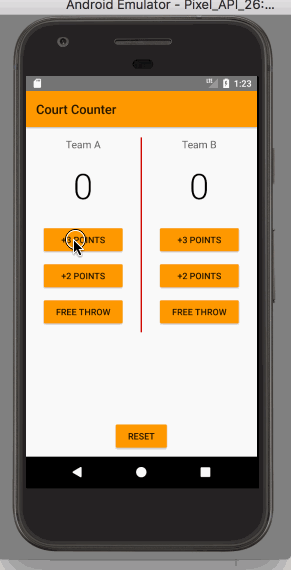 Android Emulator - Pixel_API_26:...
1:23
Court Counter
Team A
Team B
0
0
+3 POINTS
+3 POINTS
+2 POINTS
+2 POINTS
FREE THROW
FREE THROW
RESET